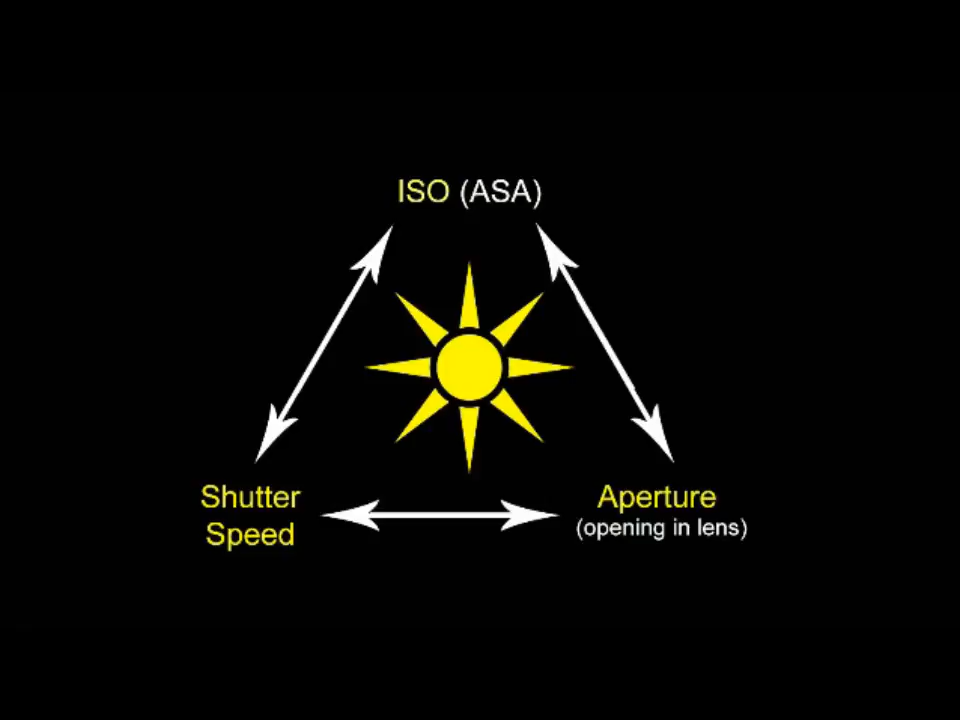 ISO (ASA)
Shutter
Speed
Aperture
(opening in lens)